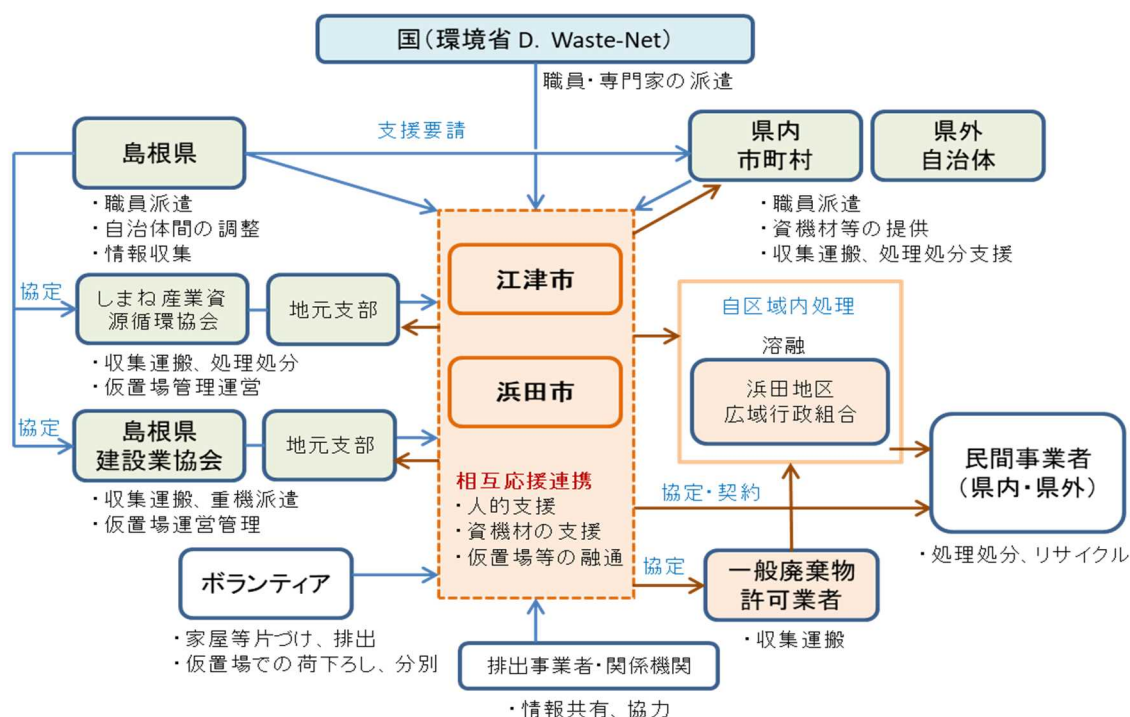 国(環境省 D. Waste-Net)
職員・専門家の派遣
島根県
・職員派遣
・自治体間の調整
・情報収集
支援要請
県内
市町村
県外
自治体
・職員派遣
・資機材等の提供
・収集運搬、処理処分支援
協定
しまね産業資
源循環協会
地元支部
・収集運搬、処理処分
・仮置場管理運営
協定
島根県
建設業協会
地元支部
・収集運搬、重機派遣
・仮置場運営管理
江津市
浜田市
相互応援連携
・人的支援
・資機材の支援
・仮置場等の融通
自区域内処理
溶融
浜田地区
広域行政組合
協定・契約
民間事業者
(県内・県外)
・処理処分、リサイクル
協定
一般廃棄物
許可業者
・収集運搬
ボランティア
・家屋等片づけ、排出
・仮置場での荷下ろし、分別
排出事業者・関係機関
・情報共有、協力